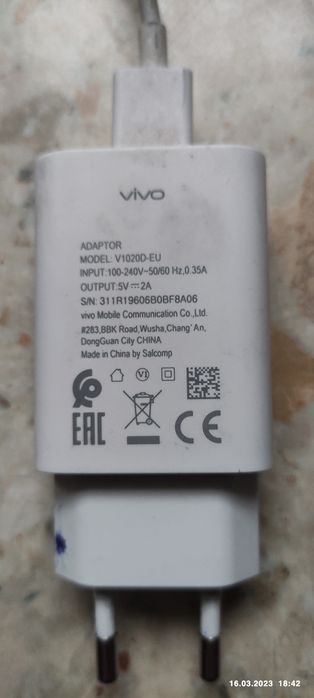 vivo
ADAPTOR
MODEL: V1020D-EU
INPUT:100-240V~50/60 Hz,0.35A
OUTPUT:5V⎓2A
S/N: 311R19606B0BF8A06
vivo Mobile Communication Co.,Ltd.
#283,BBK Road,Wusha,Chang`An,
DongGuan City CHINA
Made in China by Salcomp
VI
EAC CE
16.03.2023 18:42